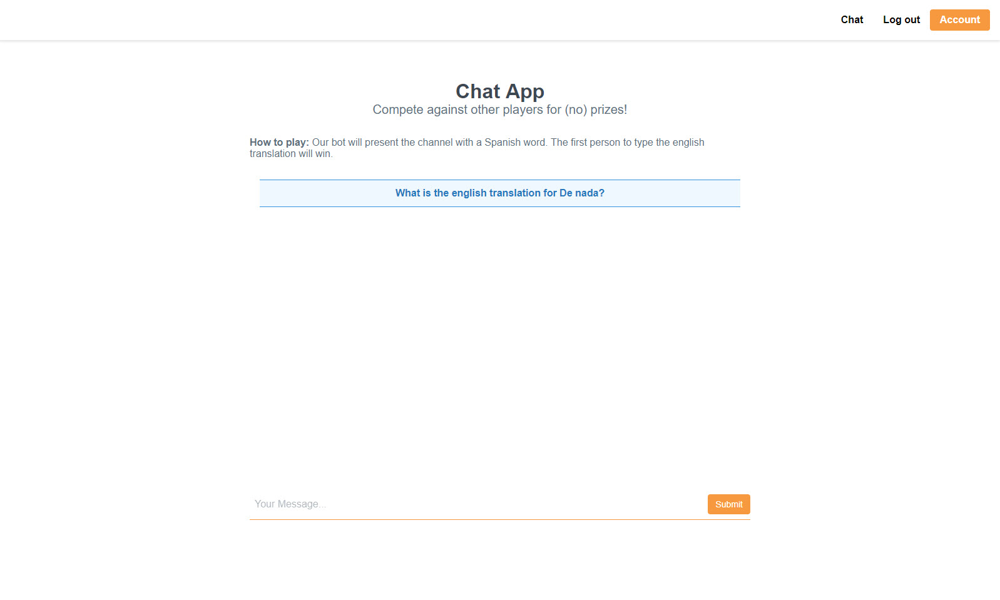 Chat
Log out
Account
Chat App
Compete against other players for (no) prizes!
How to play: Our bot will present the channel with a Spanish word. The first person to type the english
translation will win.
What is the english translation for De nada?
Your Message...
Submit